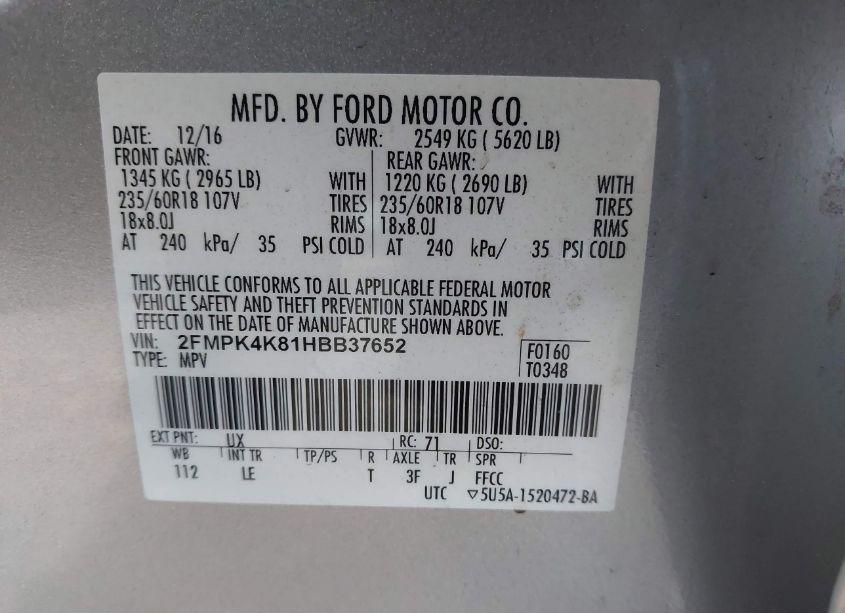 MFD. BY FORD MOTOR CO.
DATE: 12/16 GVWR: 2549 KG ( 5620 LB)
FRONT GAWR: REAR GAWR:
1345 KG ( 2965 LB) WITH 1220 KG ( 2690 LB) WITH
235/60R18 107V TIRES 235/60R18 107V TIRES
18x8.0J RIMS 18x8.0J RIMS
AT 240 kPa/ 35 PSI COLD AT 240 kPa/ 35 PSI COLD
THIS VEHICLE CONFORMS TO ALL APPLICABLE FEDERAL MOTOR
VEHICLE SAFETY AND THEFT PREVENTION STANDARDS IN
EFFECT ON THE DATE OF MANUFACTURE SHOWN ABOVE.
VIN: 2FMPK4K81HBB37652
TYPE: MPV
F0160
T0348
EXT PNT: UX RC: 71 DSO:
WB INT TR TP/PS R AXLE TR SPR
112 LE T 3F J FFCC
UTC ▽5U5A-1520472-BA